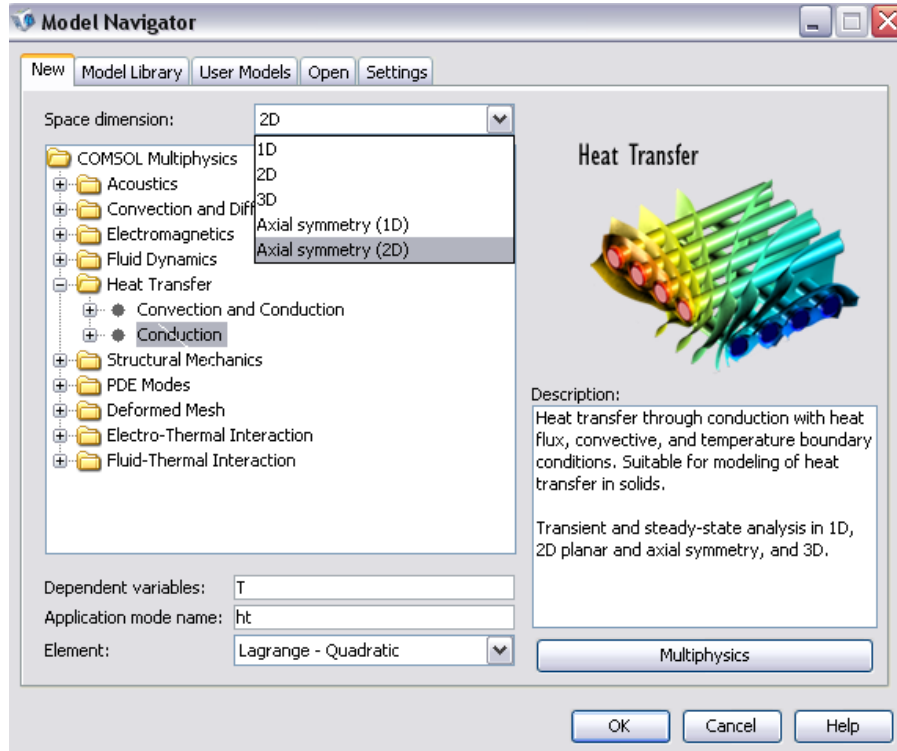 Model Navigator
New Model Library User Models Open Settings
Space dimension: 2D
1D
2D
3D
Axial symmetry (1D)
Axial symmetry (2D)
COMSOL Multiphysics
Acoustics
Convection and Diff
Electromagnetics
Fluid Dynamics
Heat Transfer
Convection and Conduction
Conduction
Structural Mechanics
PDE Modes
Deformed Mesh
Electro-Thermal Interaction
Fluid-Thermal Interaction
Dependent variables: T
Application mode name: ht
Element: Lagrange - Quadratic
Heat Transfer
Description:
Heat transfer through conduction with heat
flux, convective, and temperature boundary
conditions. Suitable for modeling of heat
transfer in solids.
Transient and steady-state analysis in 1D,
2D planar and axial symmetry, and 3D.
Multiphysics
OK Cancel Help